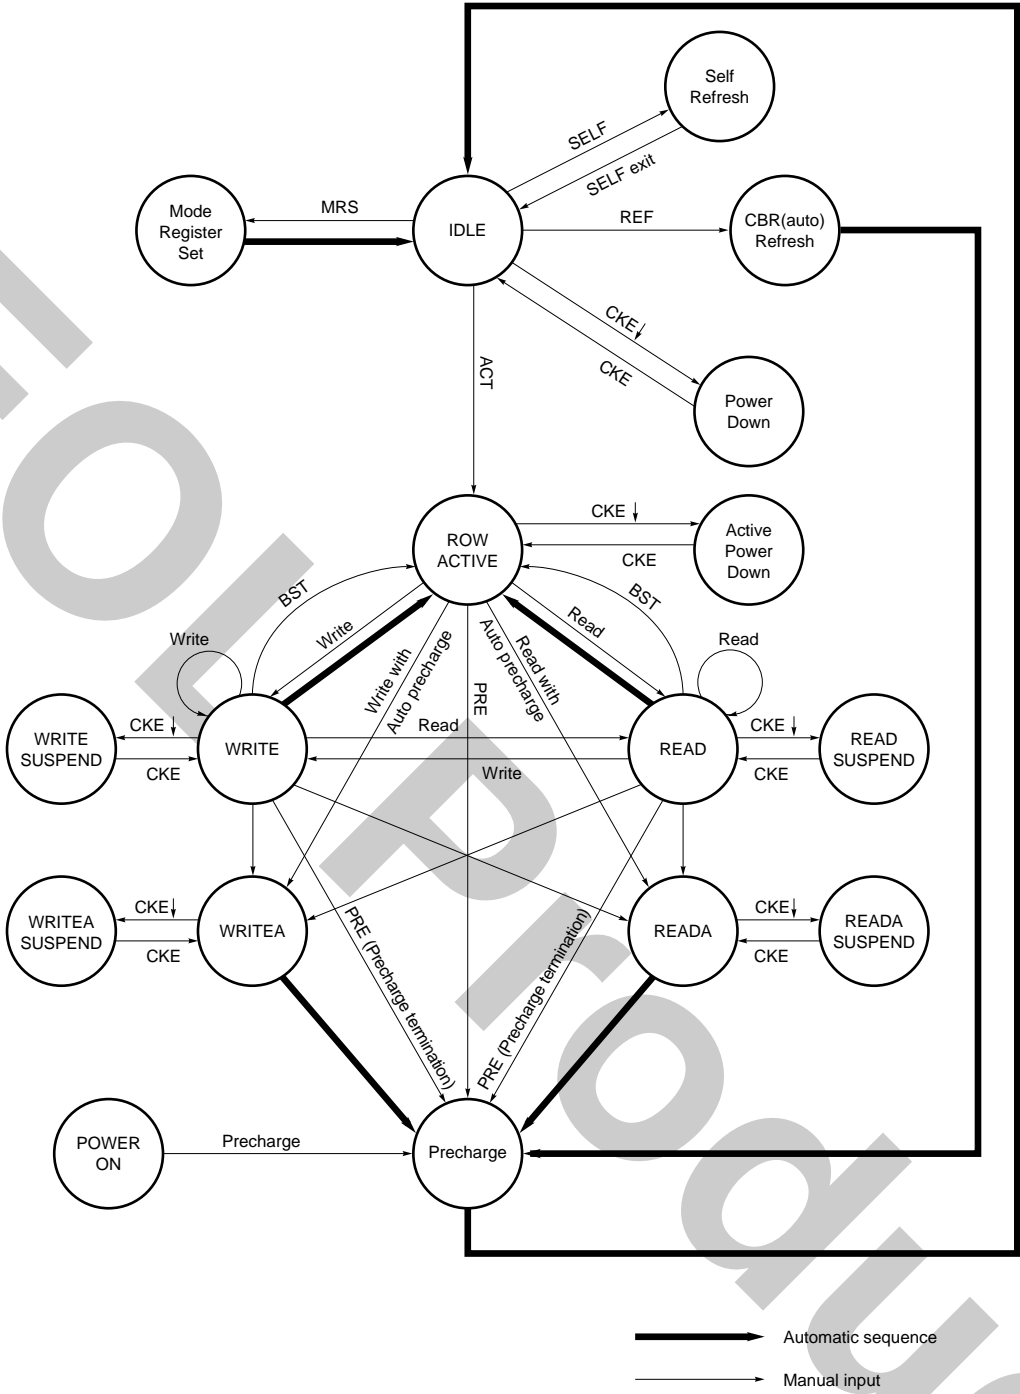 Self
Refresh
SELF
SELF exit
Mode
Register
Set
MRS
IDLE
REF
CBR(auto)
Refresh
CKE
CKE
ACT
Power
Down
ROW
ACTIVE
CKE
CKE
Active
Power
Down
BST
Write
Write
Write with
Auto precharge
PRE
Read with
Auto precharge
Read
BST
Read
WRITE
SUSPEND
CKE
CKE
WRITE
Read
Write
READ
CKE
CKE
READ
SUSPEND
WRITEA
SUSPEND
CKE
CKE
WRITEA
PRE (Precharge termination)
PRE (Precharge termination)
READA
CKE
CKE
READA
SUSPEND
POWER
ON
Precharge
Precharge
Automatic sequence
Manual input
EOL Produc